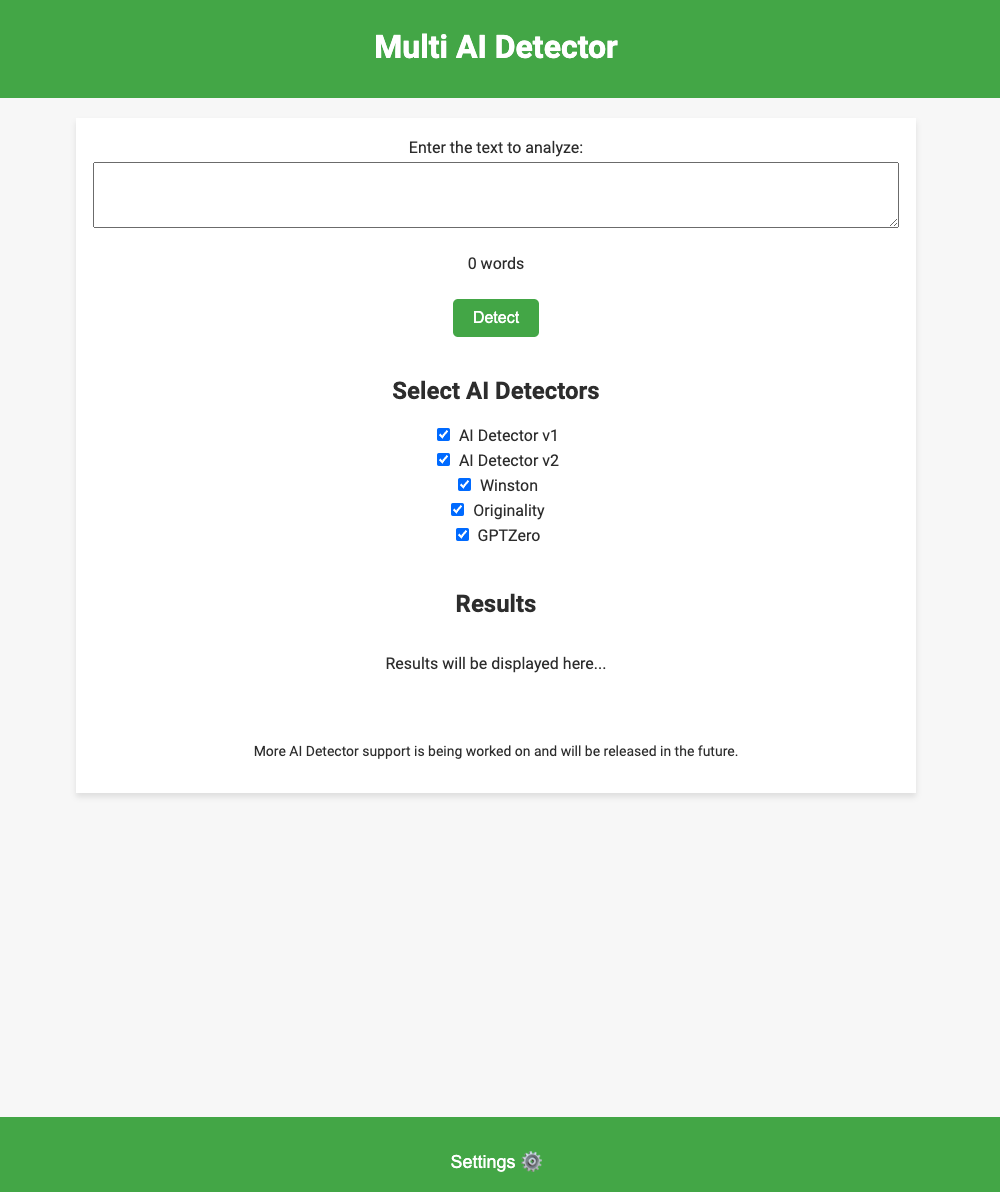 Multi AI Detector
Enter the text to analyze:
0 words
Detect
Select AI Detectors
AI Detector v1
AI Detector v2
Winston
Originality
GPTZero
Results
Results will be displayed here...
More AI Detector support is being worked on and will be released in the future.
Settings ⚙️